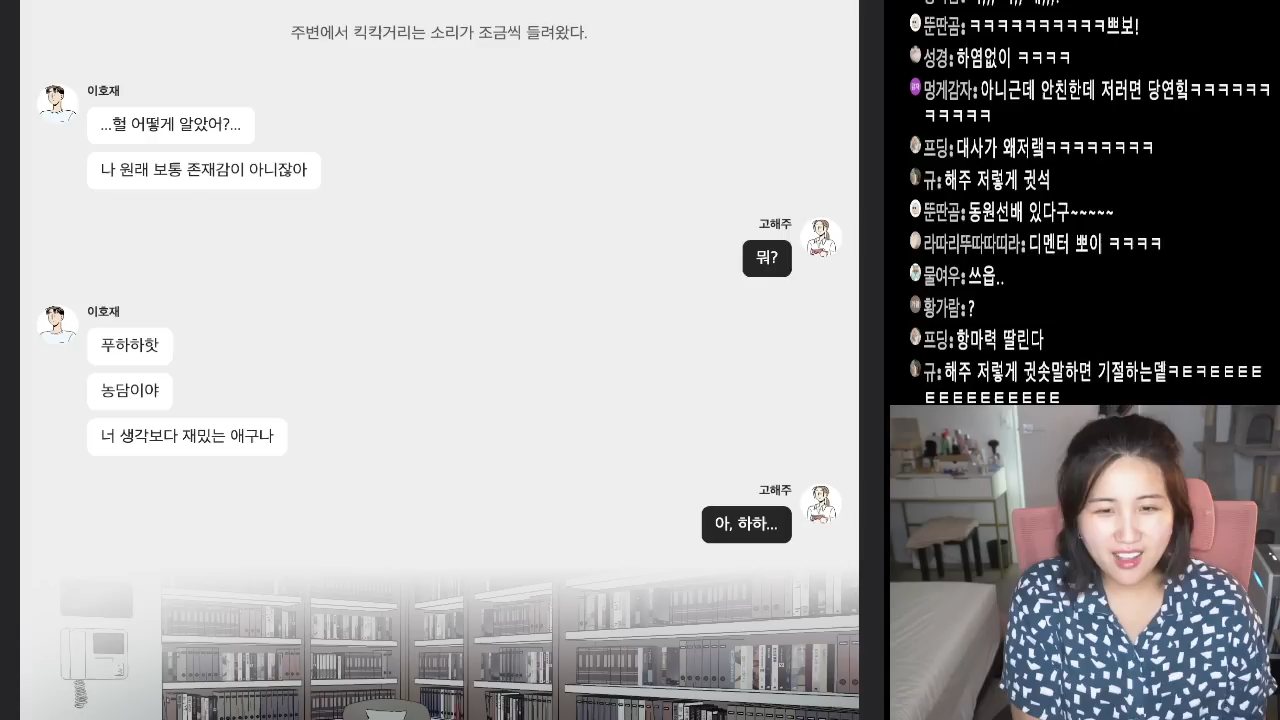 주변에서 킥킥거리는 소리가 조금씩 들려왔다.
이호재
...헐 어떻게 알았어?...
나 원래 보통 존재감이 아니잖아
고해주
뭐?
이호재
푸하하핫
농담이야
너 생각보다 재밌는 애구나
고해주
아, 하하...
뚠딴곰: ㅋㅋㅋㅋㅋㅋㅋㅋㅋㅋ쁘보!
성경: 하염없이 ㅋㅋㅋㅋ
멍게감자: 아니근데 안친한데 저러면 당연힠ㅋㅋㅋㅋㅋㅋ
ㅋㅋㅋㅋㅋ
프딩: 대사가 왜저랰ㅋㅋㅋㅋㅋㅋㅋㅋ
규: 해주 저렇게 귓석
뚠딴곰: 동원선배 있다구~~~~~
라따리뚜따따띠라: 디멘터 뽀이 ㅋㅋㅋㅋ
물여우: 쓰읍..
황가람: ?
프딩: 항마력 딸린다
규: 해주 저렇게 귓솟말하면 기절하는뎉ㅋㅌㅋㅌㅌㅌㅌ
ㅌㅌㅌㅌㅌㅌㅌㅌㅌㅌ